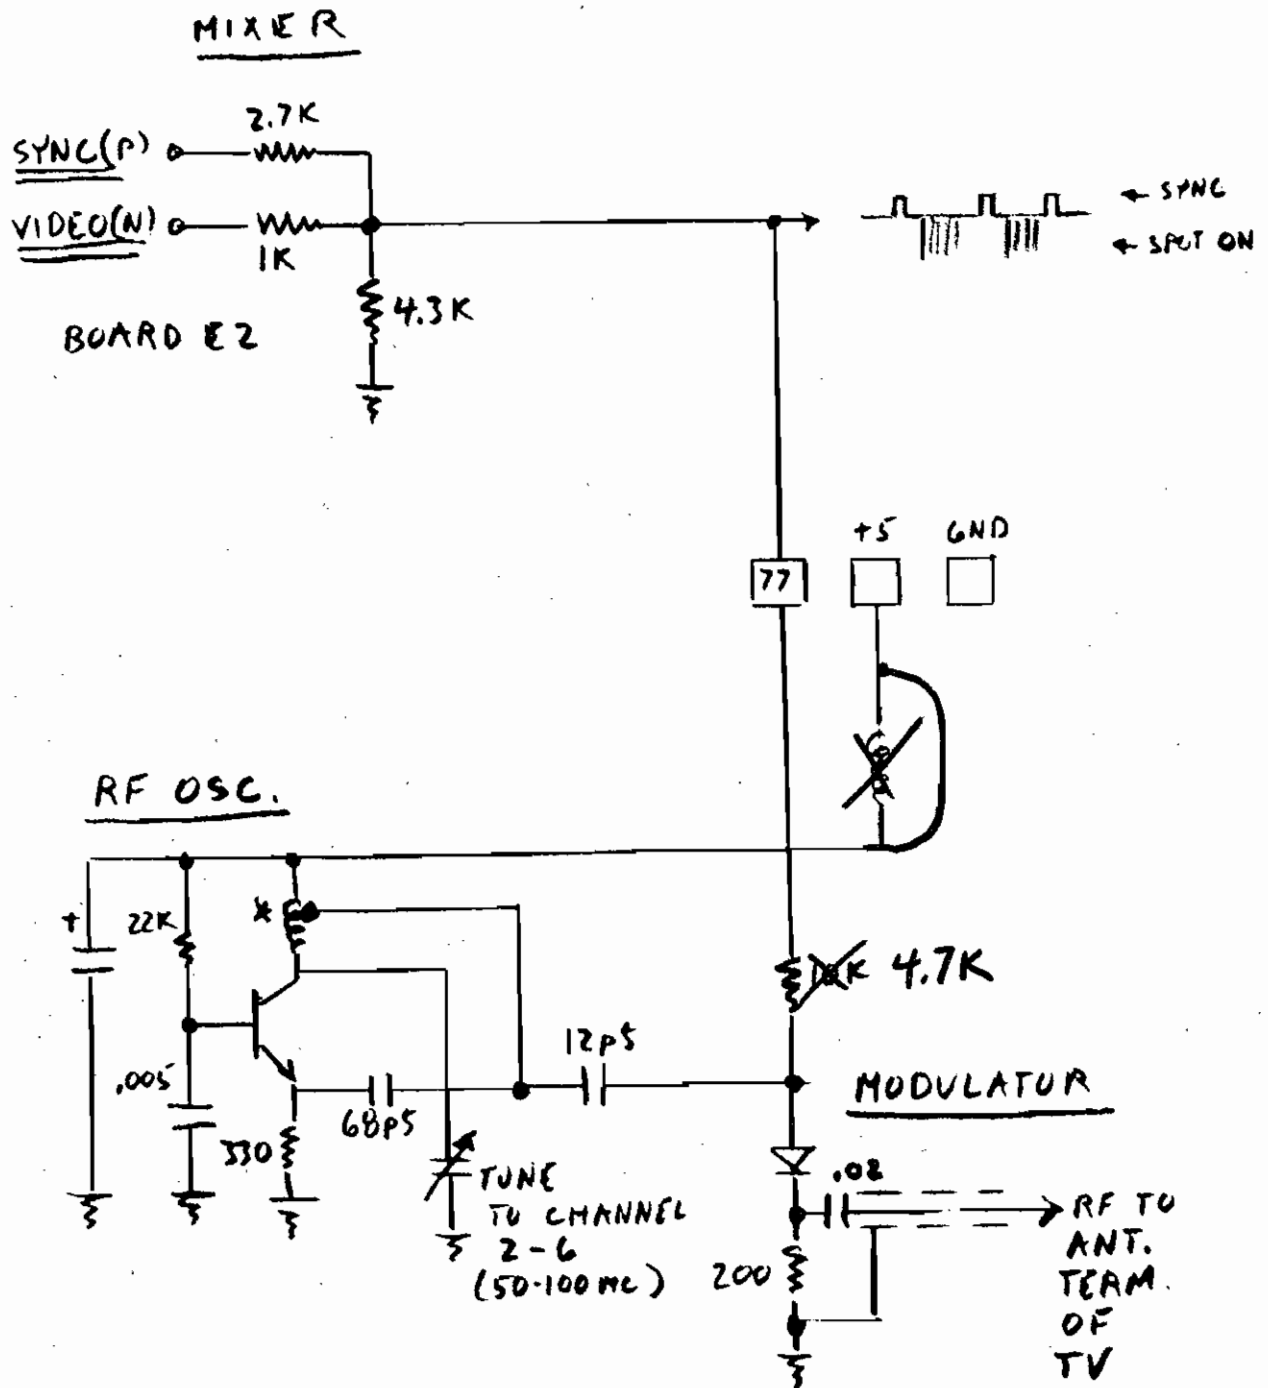 MIXER
2.7K
SYNC(P)
VIDEO(N)
1K
4.3K
BOARD E2
← SYNC
← SPOT ON
+5
GND
77
RF OSC.
+
22K
*
10K 4.7K
12pf
.005
68pf
330
MODULATOR
TUNE
TO CHANNEL
2-6
(50-100 mc)
.02
200
RF TO
ANT.
TERM.
OF
TV